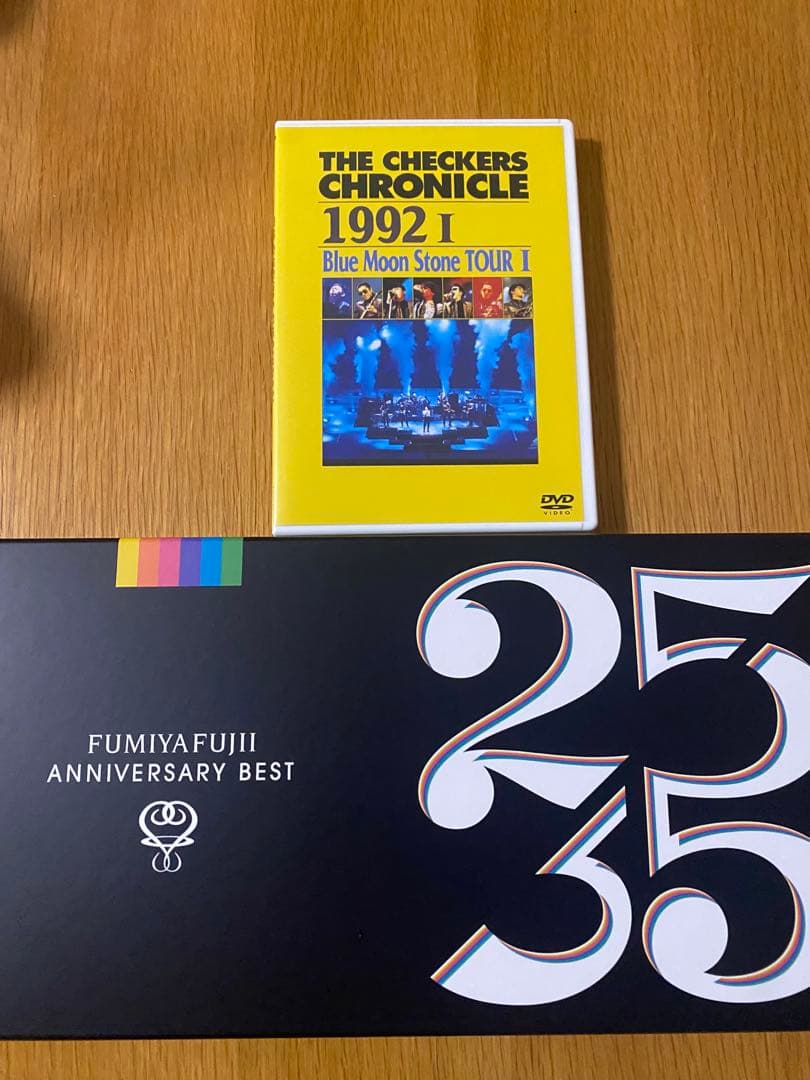 THE CHECKERS
CHRONICLE
1992 I
Blue Moon Stone TOUR I
DVD
VIDEO
25
35
FUMIYAFUJII
ANNIVERSARY BEST